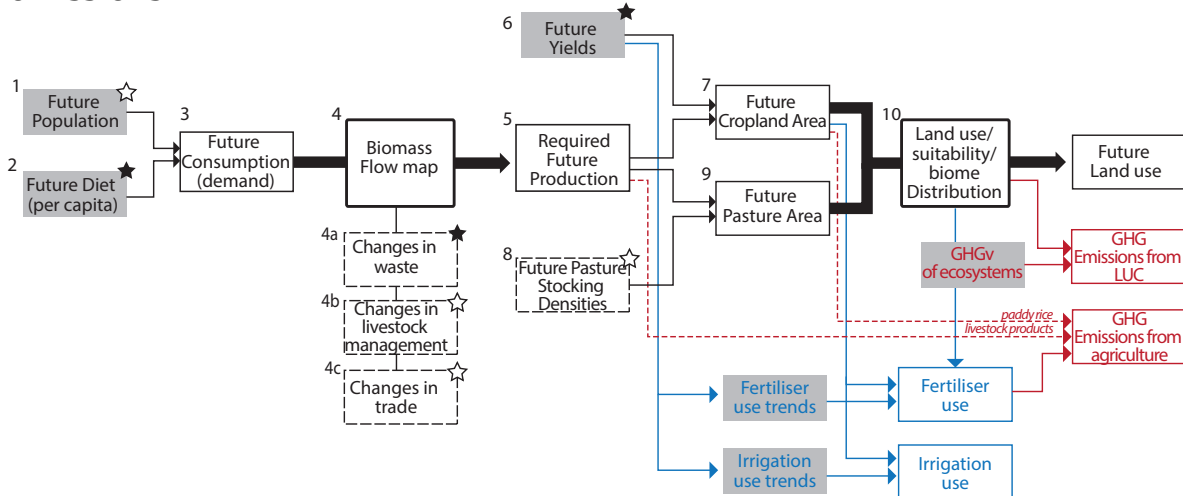 1
Future
Population
2
Future Diet
(per capita)
3
Future
Consumption
(demand)
4
Biomass
Flow map
4a
Changes in
waste
4b
Changes in
livestock
management
4c
Changes in
trade
5
Required
Future
Production
6
Future
Yields
7
Future
Cropland Area
8
Future Pasture
Stocking
Densities
9
Future
Pasture Area
10
Land use/
suitability/
biome
Distribution
Future
Land use
GHGv
of ecosystems
GHG
Emissions from
LUC
paddy rice
livestock products
GHG
Emissions from
agriculture
Fertiliser
use trends
Fertiliser
use
Irrigation
use trends
Irrigation
use